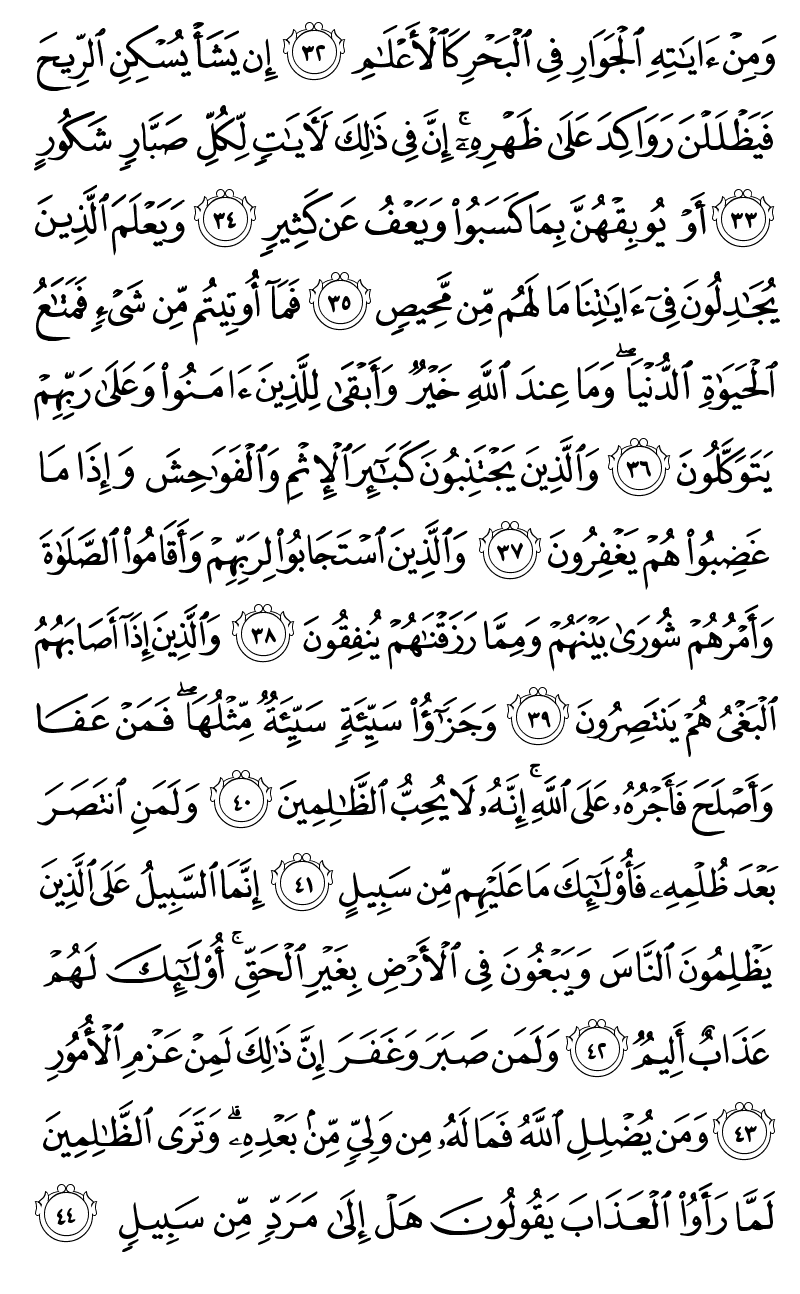 وَمِنْ ءَايَـٰتِهِ ٱلْجَوَارِ فِى ٱلْبَحْرِ كَٱلْأَعْلَـٰمِ ٣٢ إِن يَشَأْ يُسْكِنِ ٱلرِّيحَ
فَيَظْلَلْنَ رَوَاكِدَ عَلَىٰ ظَهْرِهِۦٓ ۚ إِنَّ فِى ذَٰلِكَ لَـَٔايَـٰتٍ لِّكُلِّ صَبَّارٍ شَكُورٍ
٣٣ أَوْ يُوبِقْهُنَّ بِمَا كَسَبُوا۟ وَيَعْفُ عَن كَثِيرٍ ٣٤ وَيَعْلَمَ ٱلَّذِينَ
يُجَـٰدِلُونَ فِىٓ ءَايَـٰتِنَا مَا لَهُم مِّن مَّحِيصٍ ٣٥ فَمَآ أُوتِيتُم مِّن شَىْءٍ فَمَتَـٰعُ
ٱلْحَيَوٰةِ ٱلدُّنْيَا ۖ وَمَا عِندَ ٱللَّهِ خَيْرٌ وَأَبْقَىٰ لِلَّذِينَ ءَامَنُوا۟ وَعَلَىٰ رَبِّهِمْ
يَتَوَكَّلُونَ ٣٦ وَٱلَّذِينَ يَجْتَنِبُونَ كَبَـٰٓئِرَ ٱلْإِثْمِ وَٱلْفَوَٰحِشَ وَإِذَا مَا
غَضِبُوا۟ هُمْ يَغْفِرُونَ ٣٧ وَٱلَّذِينَ ٱسْتَجَابُوا۟ لِرَبِّهِمْ وَأَقَامُوا۟ ٱلصَّلَوٰةَ
وَأَمْرُهُمْ شُورَىٰ بَيْنَهُمْ وَمِمَّا رَزَقْنَـٰهُمْ يُنفِقُونَ ٣٨ وَٱلَّذِينَ إِذَآ أَصَابَهُمُ
ٱلْبَغْىُ هُمْ يَنتَصِرُونَ ٣٩ وَجَزَٰٓؤُا۟ سَيِّئَةٍ سَيِّئَةٌ مِّثْلُهَا ۖ فَمَنْ عَفَا
وَأَصْلَحَ فَأَجْرُهُۥ عَلَى ٱللَّهِ ۚ إِنَّهُۥ لَا يُحِبُّ ٱلظَّـٰلِمِينَ ٤٠ وَلَمَنِ ٱنتَصَرَ
بَعْدَ ظُلْمِهِۦ فَأُو۟لَـٰٓئِكَ مَا عَلَيْهِم مِّن سَبِيلٍ ٤١ إِنَّمَا ٱلسَّبِيلُ عَلَى ٱلَّذِينَ
يَظْلِمُونَ ٱلنَّاسَ وَيَبْغُونَ فِى ٱلْأَرْضِ بِغَيْرِ ٱلْحَقِّ ۚ أُو۟لَـٰٓئِكَ لَهُمْ
عَذَابٌ أَلِيمٌ ٤٢ وَلَمَن صَبَرَ وَغَفَرَ إِنَّ ذَٰلِكَ لَمِنْ عَزْمِ ٱلْأُمُورِ
٤٣ وَمَن يُضْلِلِ ٱللَّهُ فَمَا لَهُۥ مِن وَلِىٍّ مِّنۢ بَعْدِهِۦ ۗ وَتَرَى ٱلظَّـٰلِمِينَ
لَمَّا رَأَوُا۟ ٱلْعَذَابَ يَقُولُونَ هَلْ إِلَىٰ مَرَدٍّ مِّن سَبِيلٍ ٤٤